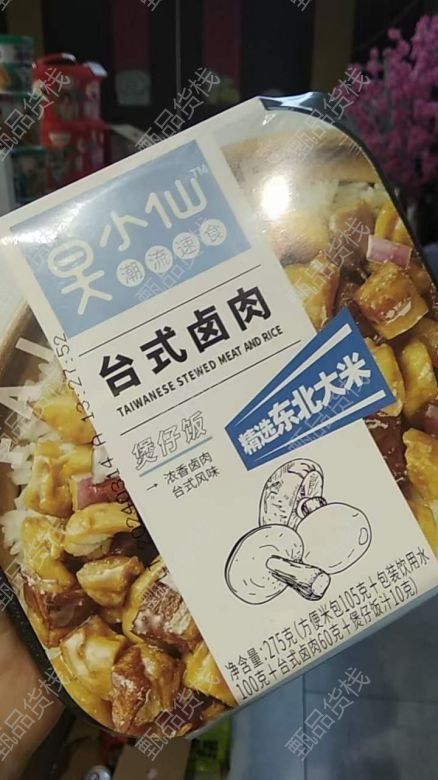 昊小仙™
潮流速食
台式卤肉
TAIWANESE STEWED MEAT AND RICE
煲仔饭
→ 浓香卤肉
台式风味
精选东北大米
净含量:275克(方便米包105克+包装饮用水
100克+台式卤肉60克+煲仔饭汁10克)
甄品货栈